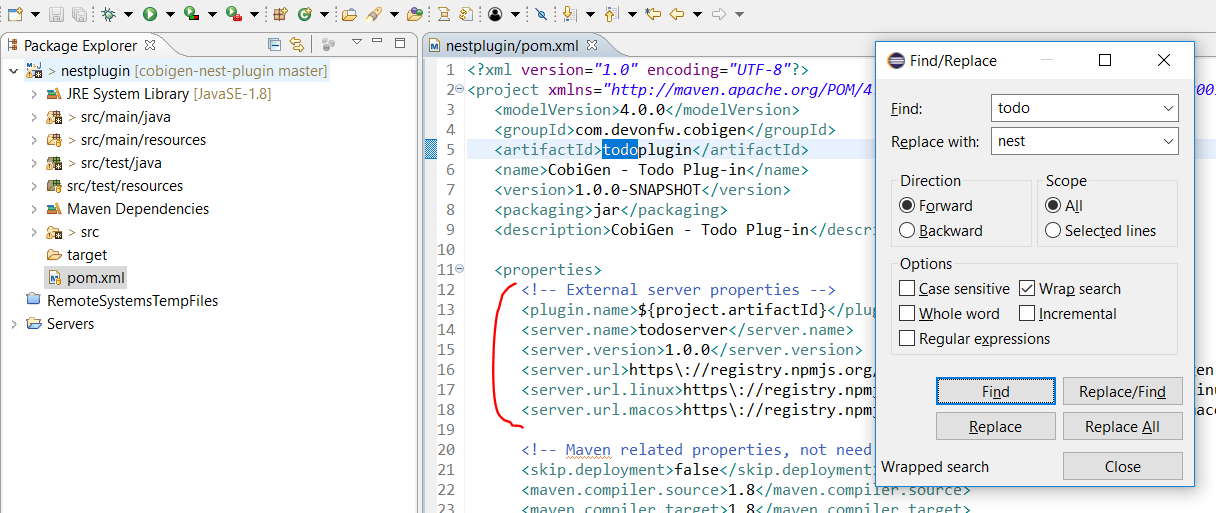 Package Explorer
nestplugin/pom.xml
> nestplugin [cobigen-nest-plugin master]
JRE System Library [JavaSE-1.8]
> src/main/java
> src/main/resources
> src/test/java
src/test/resources
Maven Dependencies
> src
target
pom.xml
RemoteSystemsTempFiles
Servers
1 <?xml version="1.0" encoding="UTF-8"?>
2 <project xmlns="http://maven.apache.org/POM/4
3 <modelVersion>4.0.0</modelVersion>
4 <groupId>com.devonfw.cobigen</groupId>
5 <artifactId>todoplugin</artifactId>
6 <name>CobiGen - Todo Plug-in</name>
7 <version>1.0.0-SNAPSHOT</version>
8 <packaging>jar</packaging>
9 <description>CobiGen - Todo Plug-in</descr
10
11 <properties>
12 <!-- External server properties -->
13 <plugin.name>${project.artifactId}</plug
14 <server.name>todoserver</server.name>
15 <server.version>1.0.0</server.version>
16 <server.url>https\://registry.npmjs.org/
17 <server.url.linux>https\://registry.npmj
18 <server.url.macos>https\://registry.npmj
19
20 <!-- Maven related properties, not need
21 <skip.deployment>false</skip.deployment>
22 <maven.compiler.source>1.8</maven.compiler.source>
23 <maven.compiler.target>1.8</maven.compiler.target>
Find/Replace
Find: todo
Replace with: nest
Direction
Forward
Backward
Scope
All
Selected lines
Options
Case sensitive
Wrap search
Whole word
Incremental
Regular expressions
Find
Replace/Find
Replace
Replace All
Wrapped search
Close